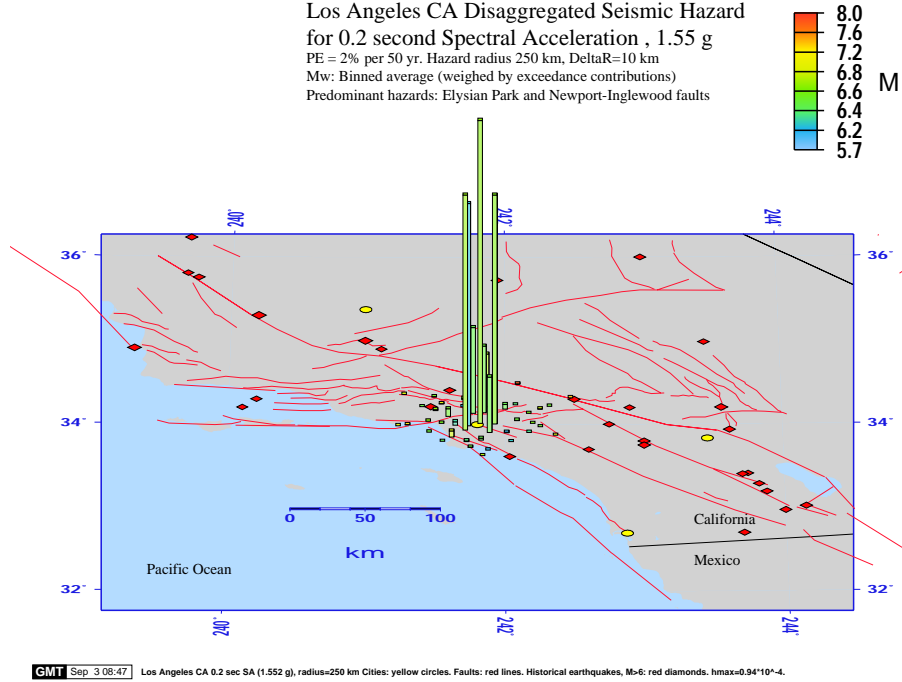 Los Angeles CA Disaggregated Seismic Hazard
for 0.2 second Spectral Acceleration , 1.55 g
PE = 2% per 50 yr. Hazard radius 250 km, DeltaR=10 km
Mw: Binned average (weighed by exceedance contributions)
Predominant hazards: Elysian Park and Newport-Inglewood faults
8.0
7.6
7.2
6.8
6.6
6.4
6.2
5.7
M
240° 242° 244°
36° 36°
34° 34°
32° 32°
0 50 100
km
California
Mexico
Pacific Ocean
240° 242° 244°
GMT Sep 3 08:47 Los Angeles CA 0.2 sec SA (1.552 g), radius=250 km Cities: yellow circles. Faults: red lines. Historical earthquakes, M>6: red diamonds. hmax=0.94*10^-4.